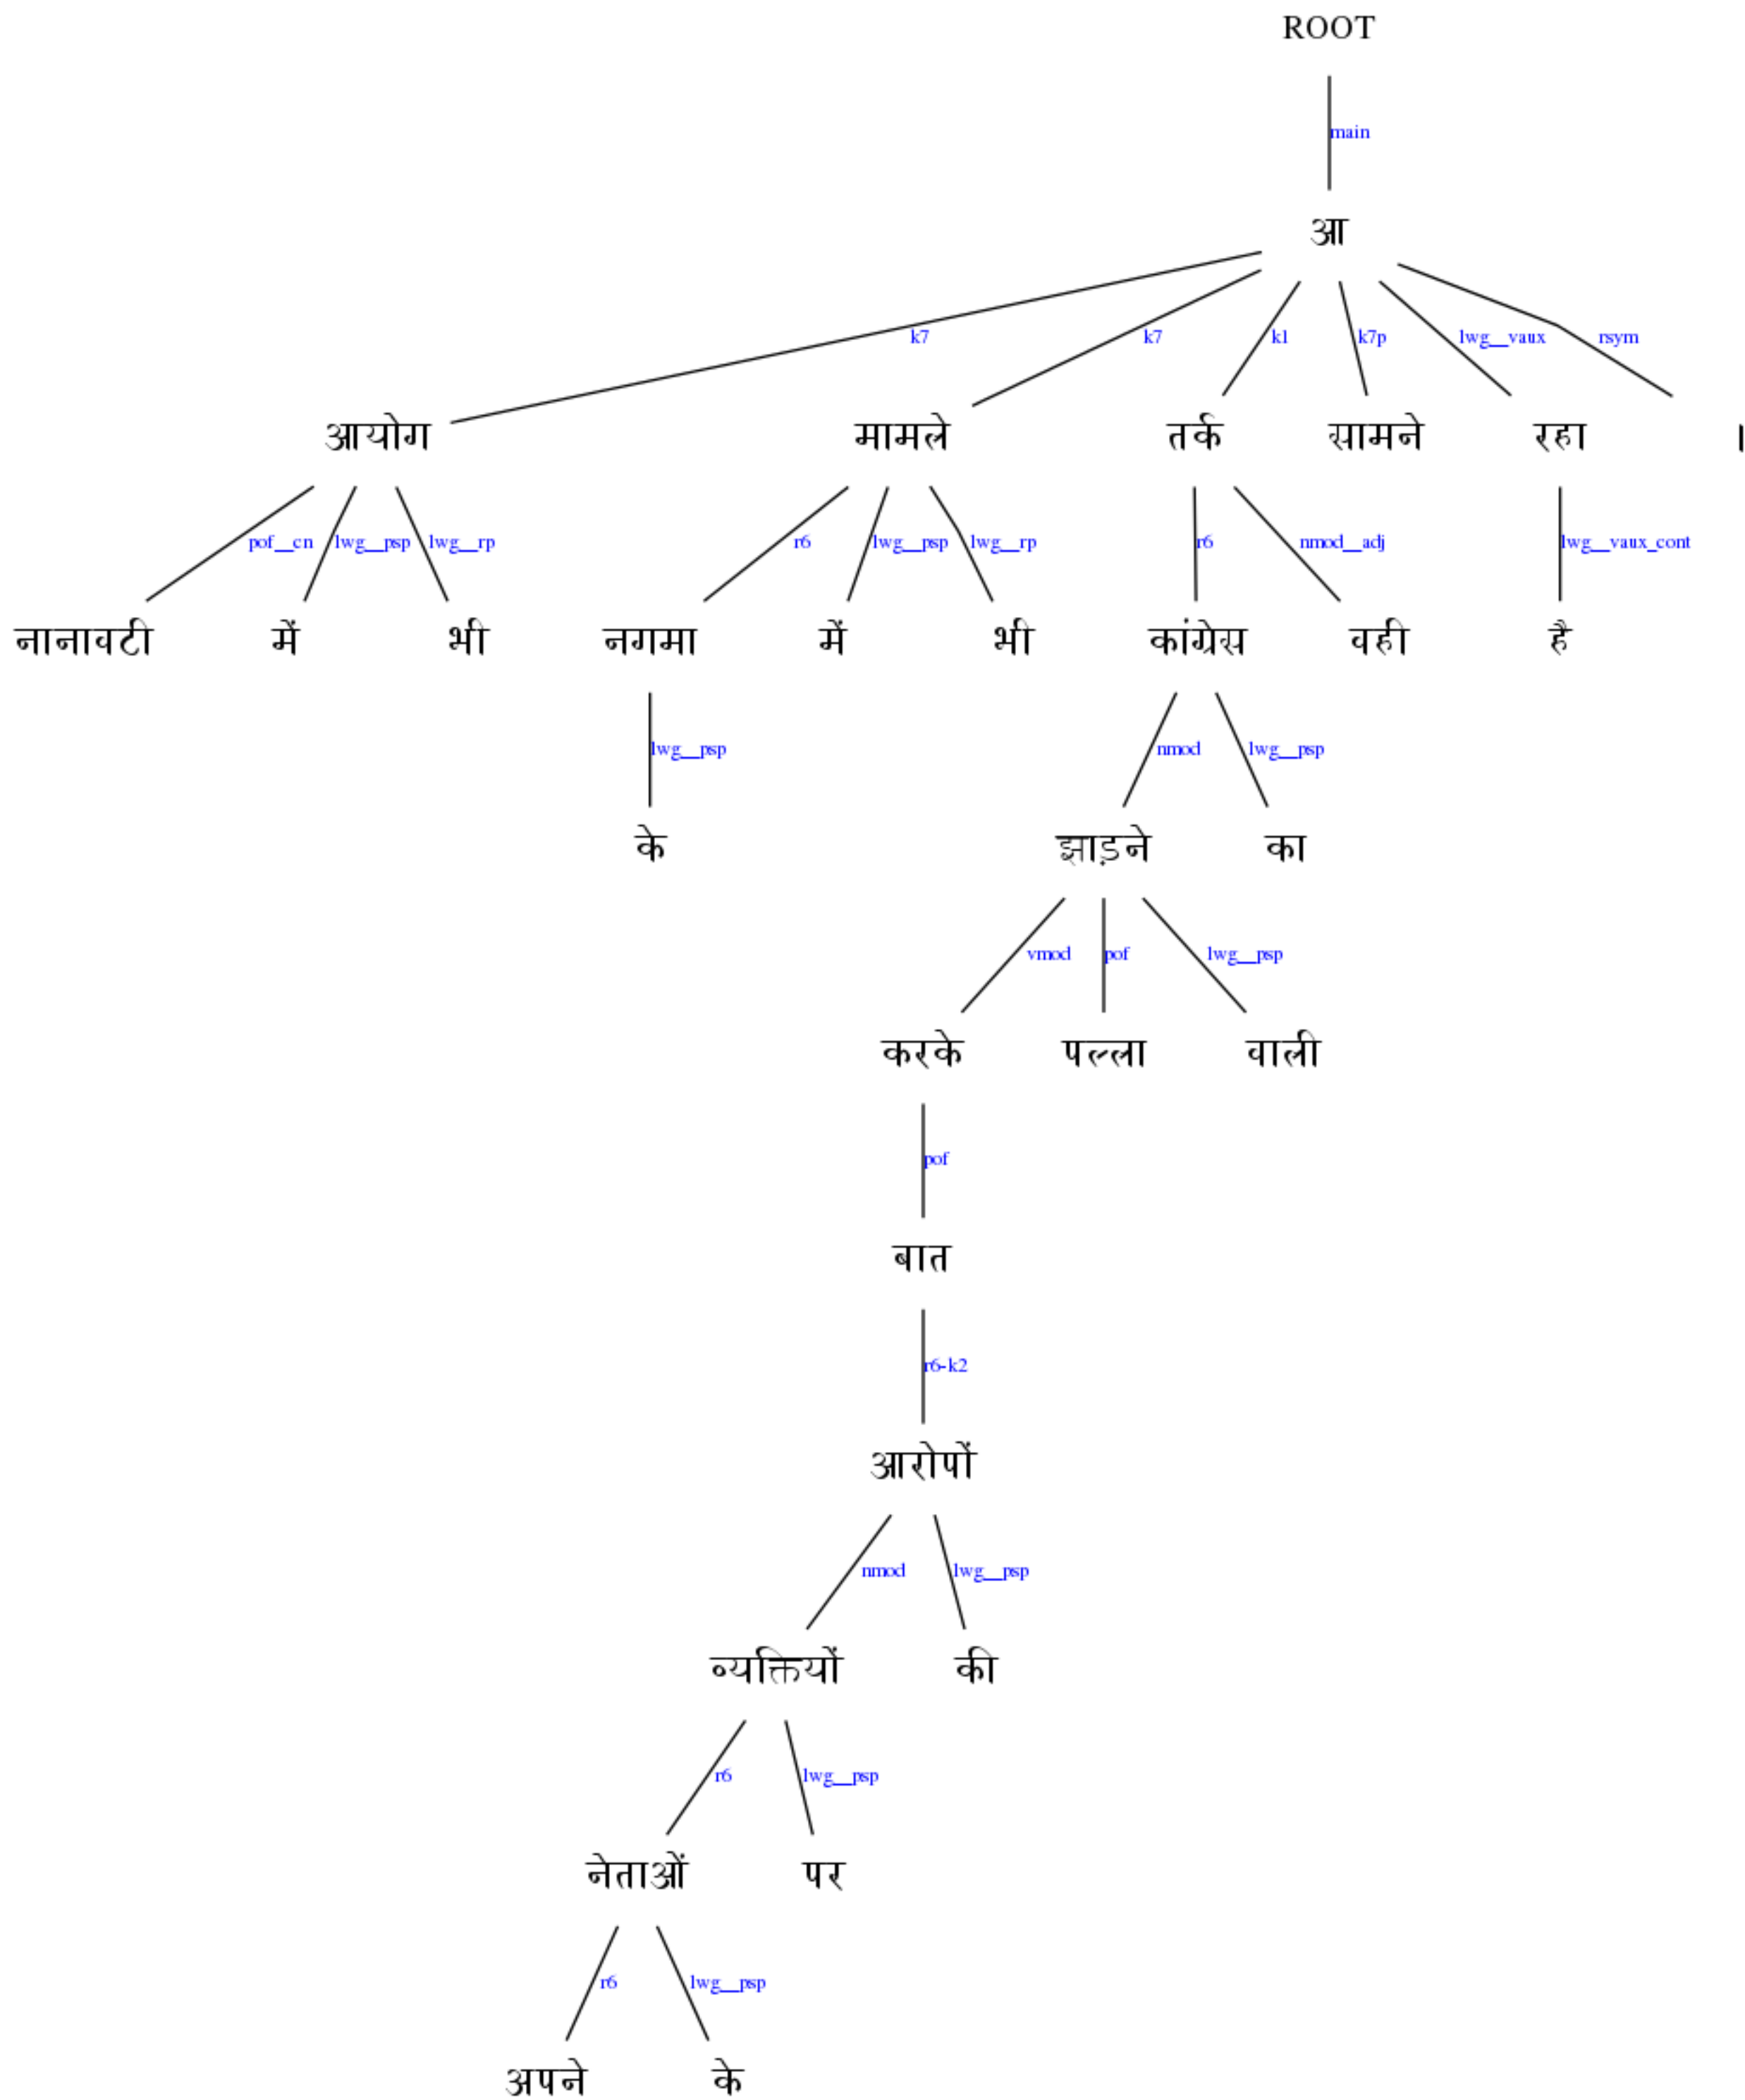 ROOT
main
आ
k7 k7 k1 k7p lwg__vaux rsym
आयोग मामले तर्क सामने रहा ।
pof__cn lwg__psp lwg__rp r6 lwg__psp lwg__rp r6 nmod__adj lwg__vaux_cont
नानावटी में भी नगमा में भी कांग्रेस वही है
lwg__psp nmod lwg__psp
के झाड़ने का
vmod pof lwg__psp
करके पल्ला वाली
pof
बात
r6-k2
आरोपों
nmod lwg__psp
व्यक्तियों की
r6 lwg__psp
नेताओं पर
r6 lwg__psp
अपने के